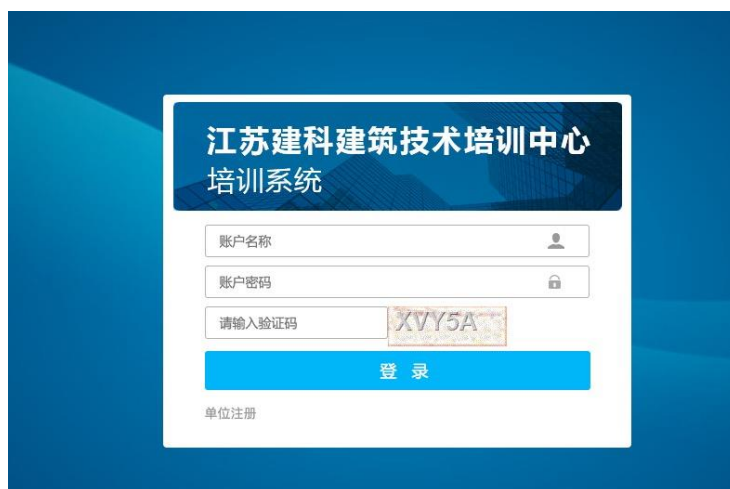 江苏建科建筑技术培训中心
培训系统
账户名称
账户密码
请输入验证码 XVY5A
登 录
单位注册